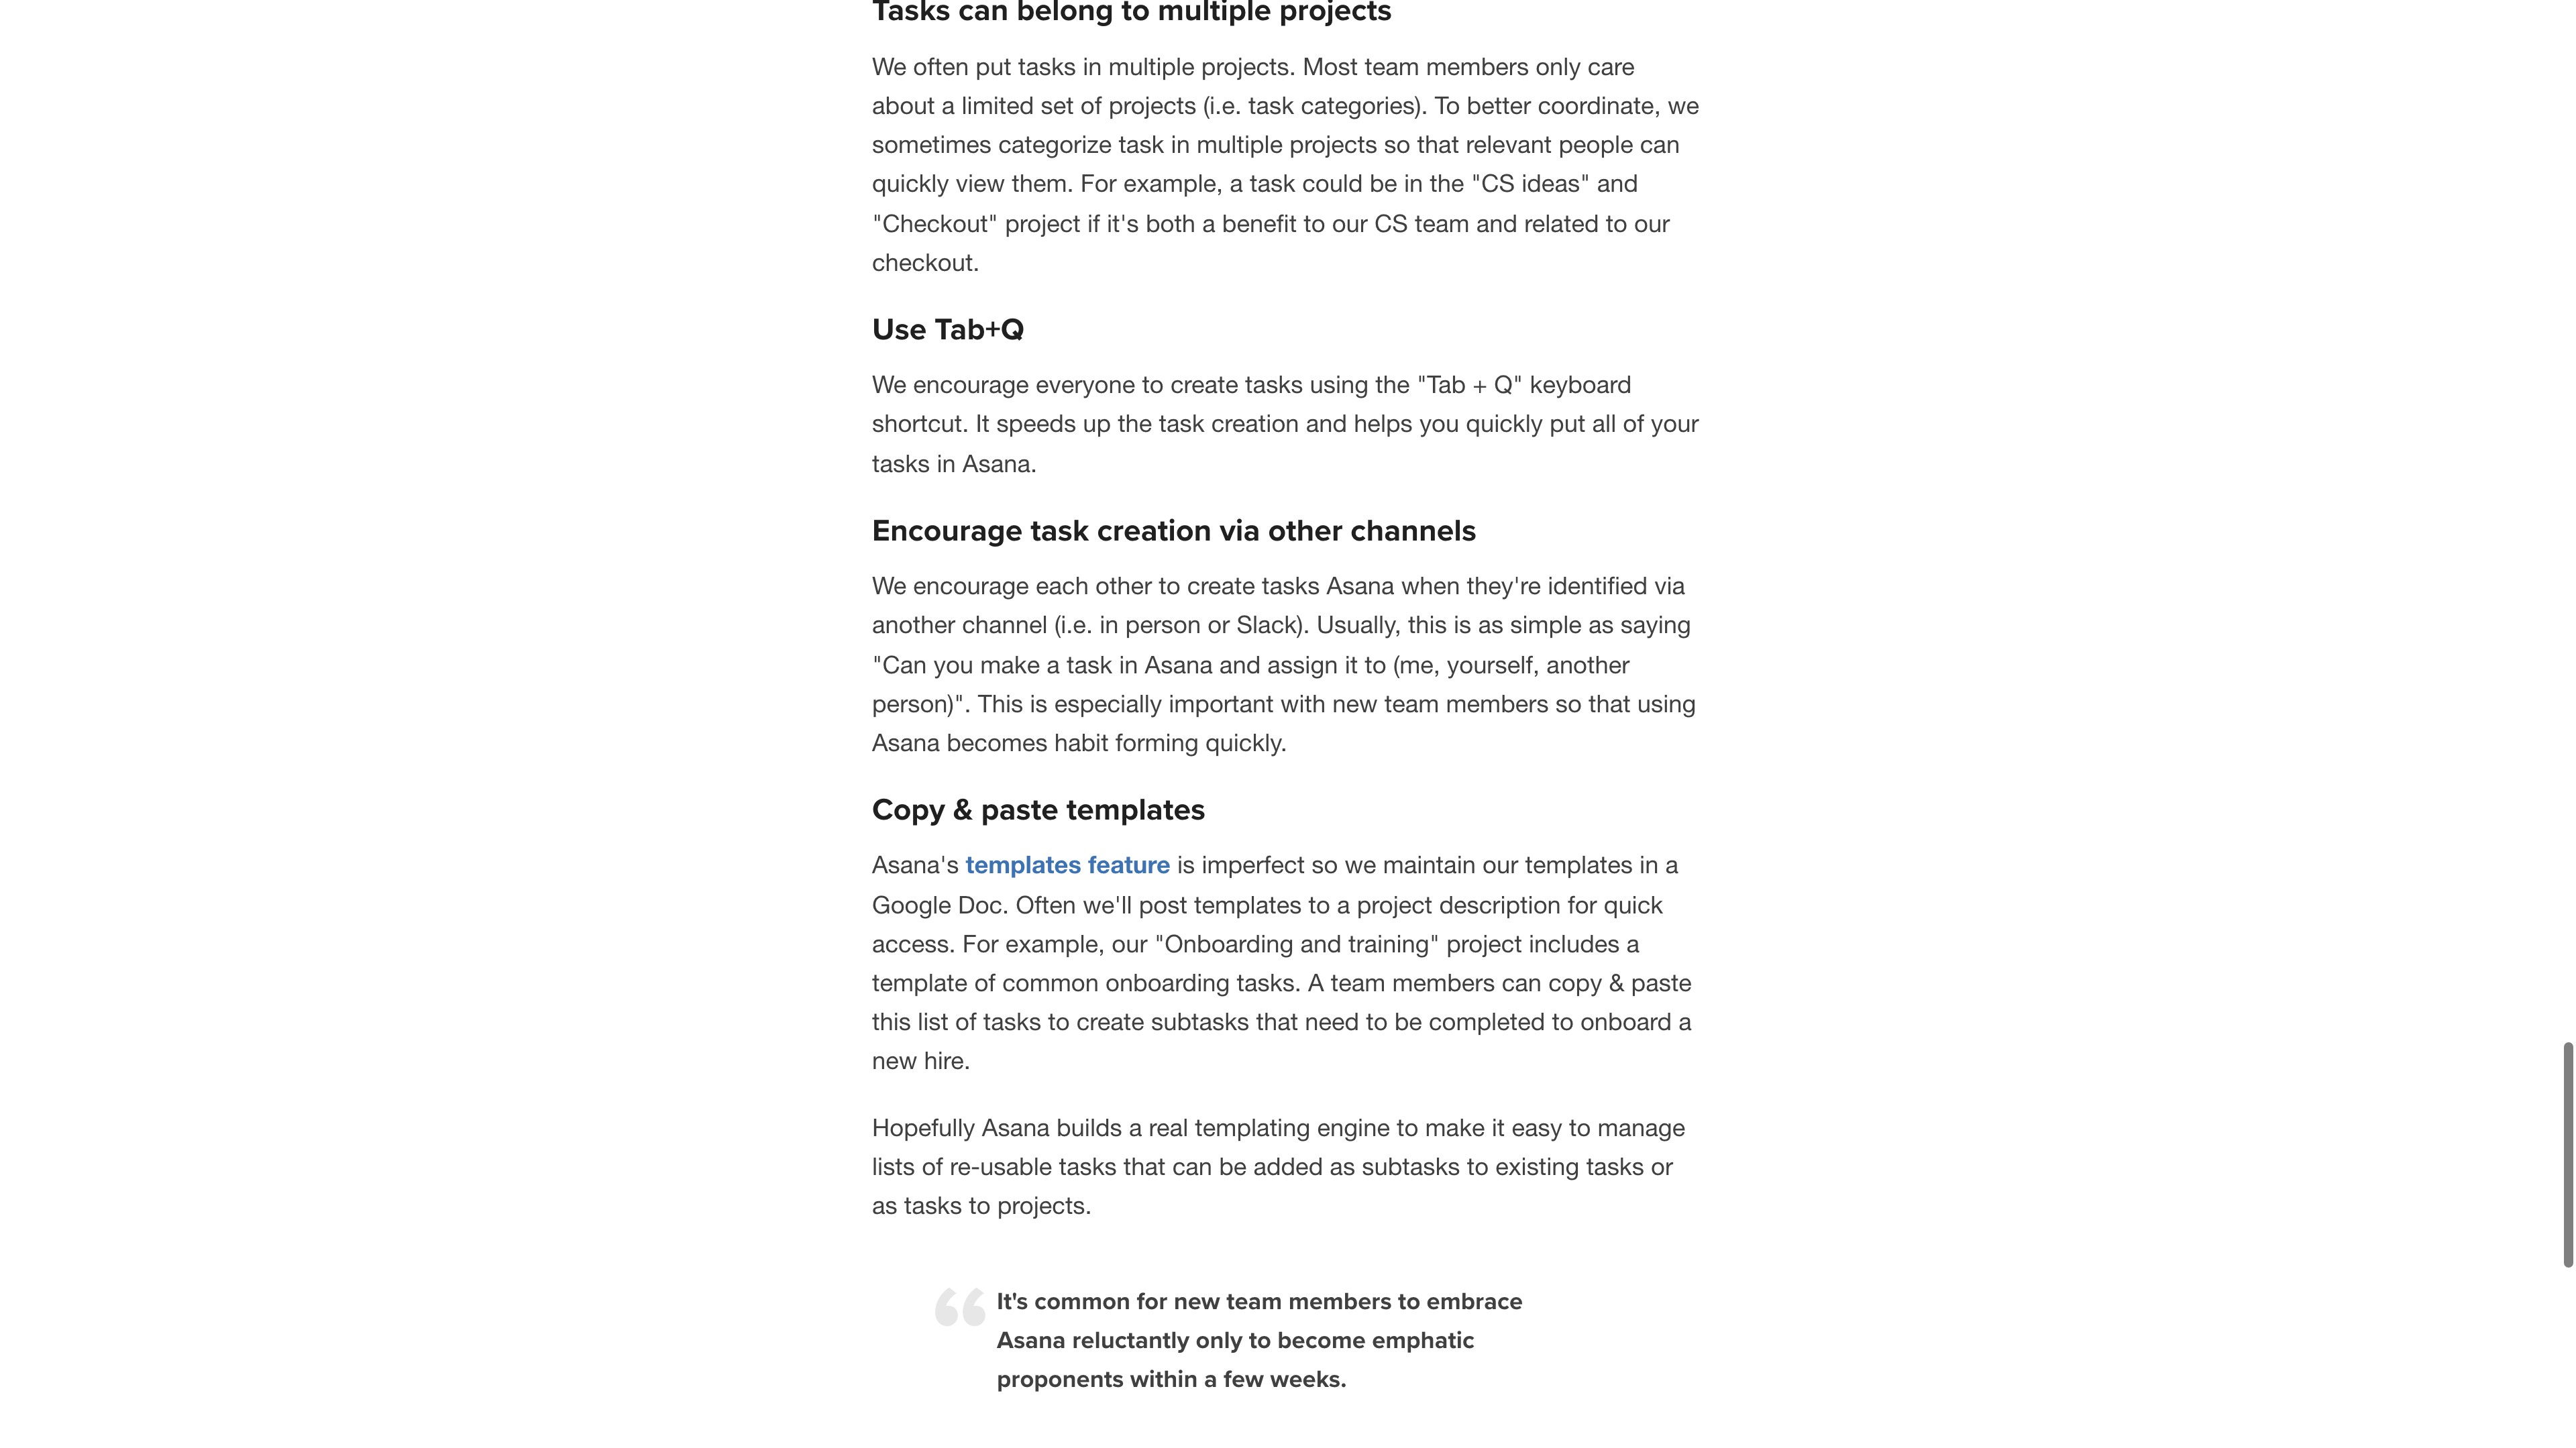 Tasks can belong to multiple projects
We often put tasks in multiple projects. Most team members only care
about a limited set of projects (i.e. task categories). To better coordinate, we
sometimes categorize task in multiple projects so that relevant people can
quickly view them. For example, a task could be in the "CS ideas" and
"Checkout" project if it's both a benefit to our CS team and related to our
checkout.
Use Tab+Q
We encourage everyone to create tasks using the "Tab + Q" keyboard
shortcut. It speeds up the task creation and helps you quickly put all of your
tasks in Asana.
Encourage task creation via other channels
We encourage each other to create tasks Asana when they're identified via
another channel (i.e. in person or Slack). Usually, this is as simple as saying
"Can you make a task in Asana and assign it to (me, yourself, another
person)". This is especially important with new team members so that using
Asana becomes habit forming quickly.
Copy & paste templates
Asana's templates feature is imperfect so we maintain our templates in a
Google Doc. Often we'll post templates to a project description for quick
access. For example, our "Onboarding and training" project includes a
template of common onboarding tasks. A team members can copy & paste
this list of tasks to create subtasks that need to be completed to onboard a
new hire.
Hopefully Asana builds a real templating engine to make it easy to manage
lists of re-usable tasks that can be added as subtasks to existing tasks or
as tasks to projects.
“ It's common for new team members to embrace
Asana reluctantly only to become emphatic
proponents within a few weeks.